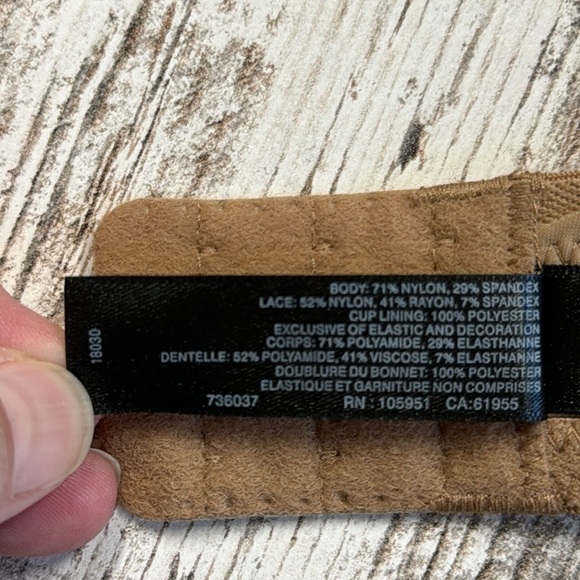 BODY: 71% NYLON, 29% SPANDEX
LACE: 52% NYLON, 41% RAYON, 7% SPANDEX
CUP LINING: 100% POLYESTER
EXCLUSIVE OF ELASTIC AND DECORATION
CORPS: 71% POLYAMIDE, 29% ELASTHANNE
DENTELLE: 52% POLYAMIDE, 41% VISCOSE, 7% ELASTHANNE
DOUBLURE DU BONNET: 100% POLYESTER
ELASTIQUE ET GARNITURE NON COMPRISES
736037 RN : 105951 CA:61955
18030